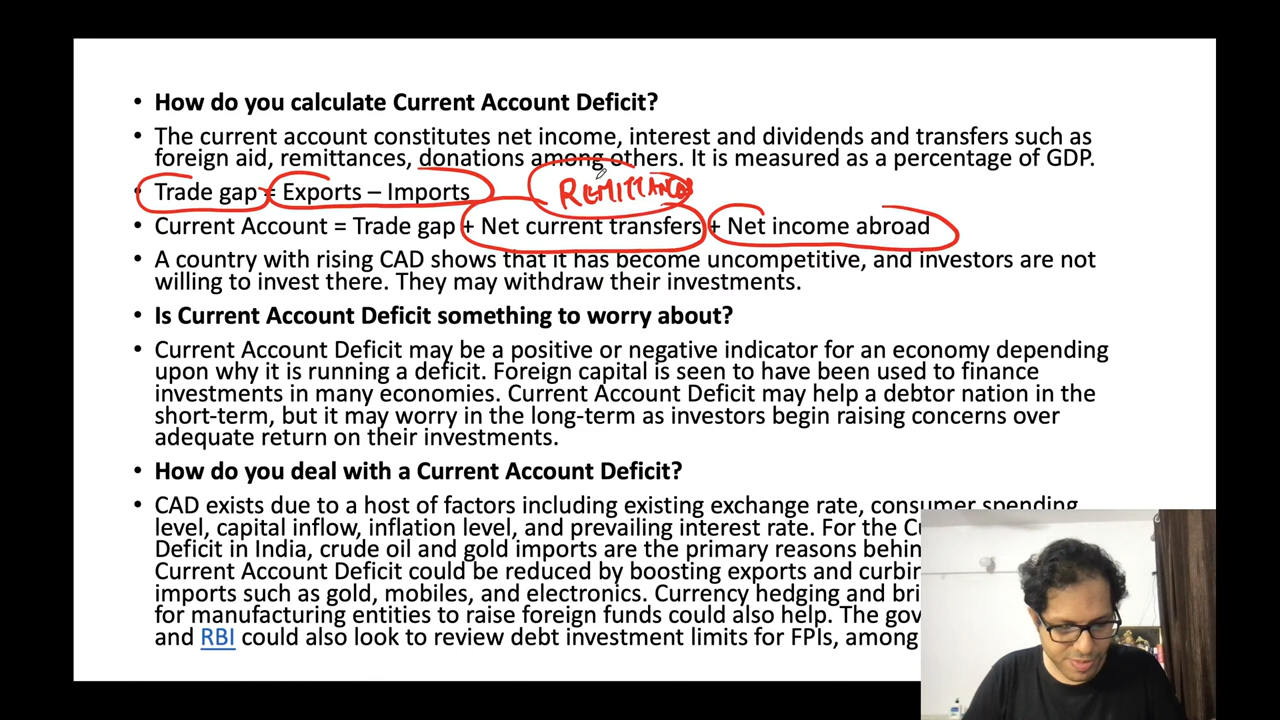 • How do you calculate Current Account Deficit?
• The current account constitutes net income, interest and dividends and transfers such as
foreign aid, remittances, donations among others. It is measured as a percentage of GDP.
• Trade gap = Exports – Imports
REMITTANCES
• Current Account = Trade gap + Net current transfers + Net income abroad
• A country with rising CAD shows that it has become uncompetitive, and investors are not
willing to invest there. They may withdraw their investments.
• Is Current Account Deficit something to worry about?
• Current Account Deficit may be a positive or negative indicator for an economy depending
upon why it is running a deficit. Foreign capital is seen to have been used to finance
investments in many economies. Current Account Deficit may help a debtor nation in the
short-term, but it may worry in the long-term as investors begin raising concerns over
adequate return on their investments.
• How do you deal with a Current Account Deficit?
• CAD exists due to a host of factors including existing exchange rate, consumer spending
level, capital inflow, inflation level, and prevailing interest rate. For the
Deficit in India, crude oil and gold imports are the primary reasons
Current Account Deficit could be reduced by boosting exports and
imports such as gold, mobiles, and electronics. Currency hedging and
for manufacturing entities to raise foreign funds could also help. The
and RBI could also look to review debt investment limits for FPIs, among